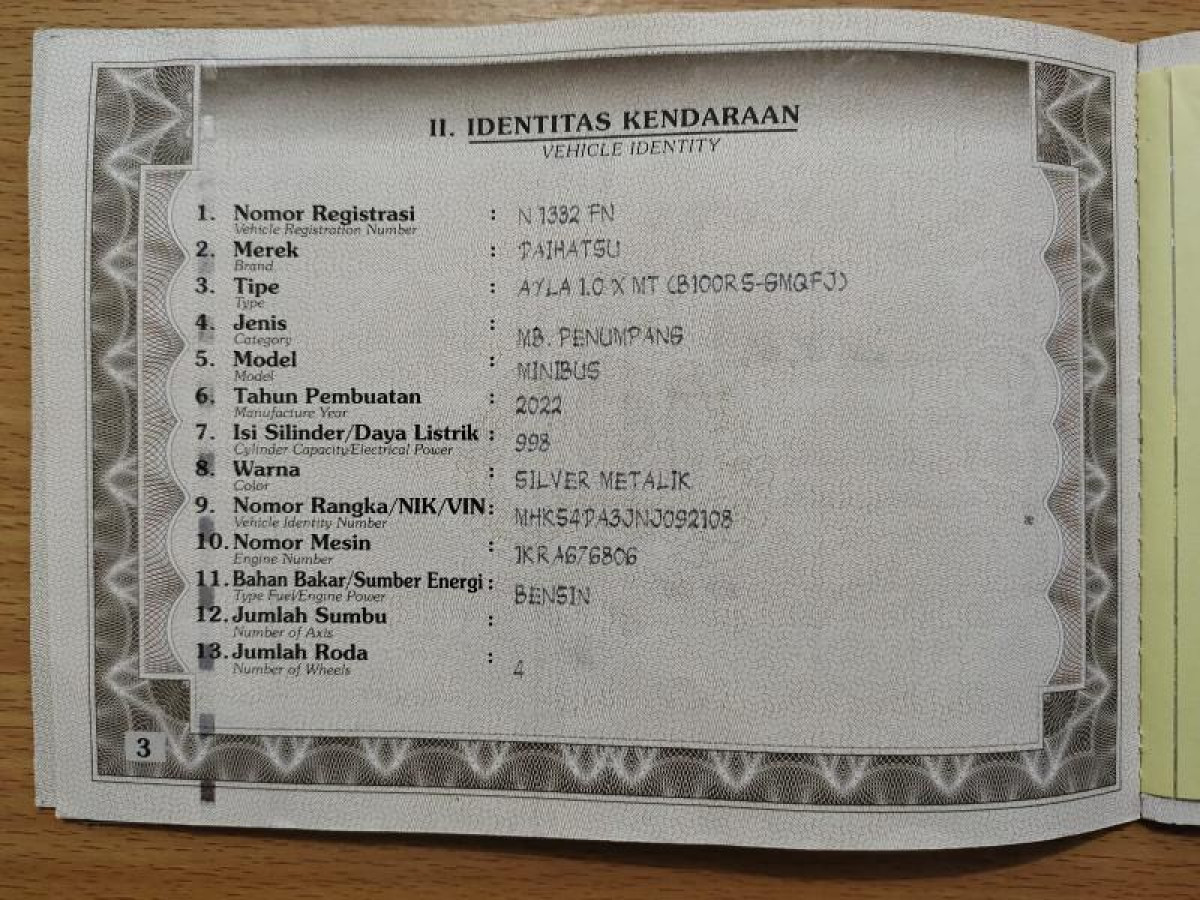 II. IDENTITAS KENDARAAN
VEHICLE IDENTITY
1. Nomor Registrasi : N 1332 FN
Vehicle Registration Number
2. Merek : DAIHATSU
Brand
3. Tipe : AYLA 1.0 X MT (B100RS-GMQFJ)
Type
4. Jenis : MB. PENUMPANG
Category
5. Model : MINIBUS
Model
6. Tahun Pembuatan : 2022
Manufacture Year
7. Isi Silinder/Daya Listrik : 998
Cylinder Capacity/Electrical Power
8. Warna : SILVER METALIK
Color
9. Nomor Rangka/NIK/VIN : MHKS4DA3JNJ092108
Vehicle Identity Number
10. Nomor Mesin : 1KRA676806
Engine Number
11. Bahan Bakar/Sumber Energi : BENSIN
Type Fuel/Engine Power
12. Jumlah Sumbu :
Number of Axis
13. Jumlah Roda : 4
Number of Wheels
3